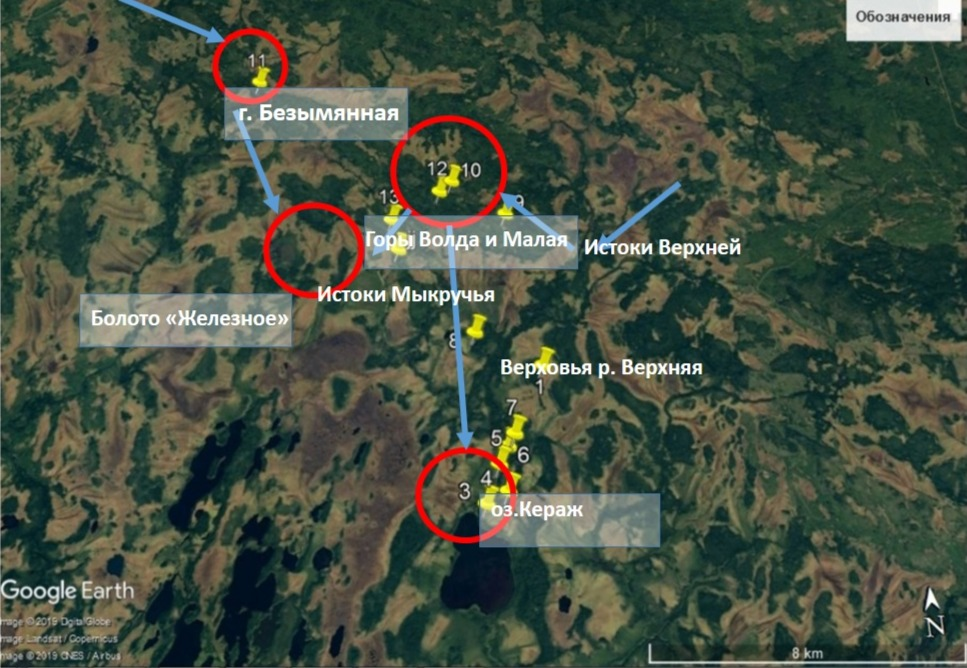 Обозначения
11
г. Безымянная
12
10
13
9
Горы Волда и Малая
Истоки Верхней
Истоки Мыкручья
Болото «Железное»
8
Верховья р. Верхняя
1
7
5
6
4
3
оз.Кераж
Google Earth
Image © 2019 DigitalGlobe
Image Landsat / Copernicus
Image © 2019 CNES / Airbus
N
8 km